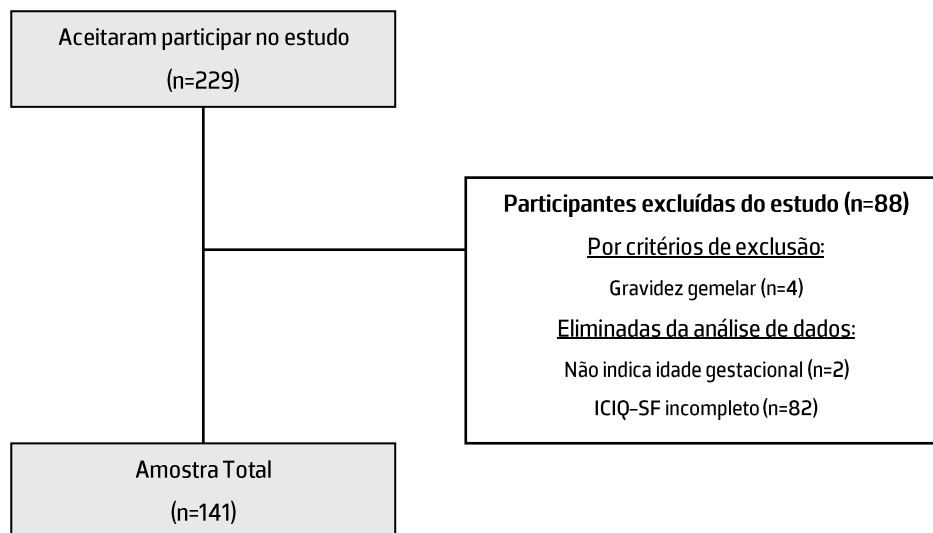 Aceitaram participar no estudo
(n=229)
Participantes excluídas do estudo (n=88)
Por critérios de exclusão:
Gravidez gemelar (n=4)
Eliminadas da análise de dados:
Não indica idade gestacional (n=2)
ICIQ-SF incompleto (n=82)
Amostra Total
(n=141)